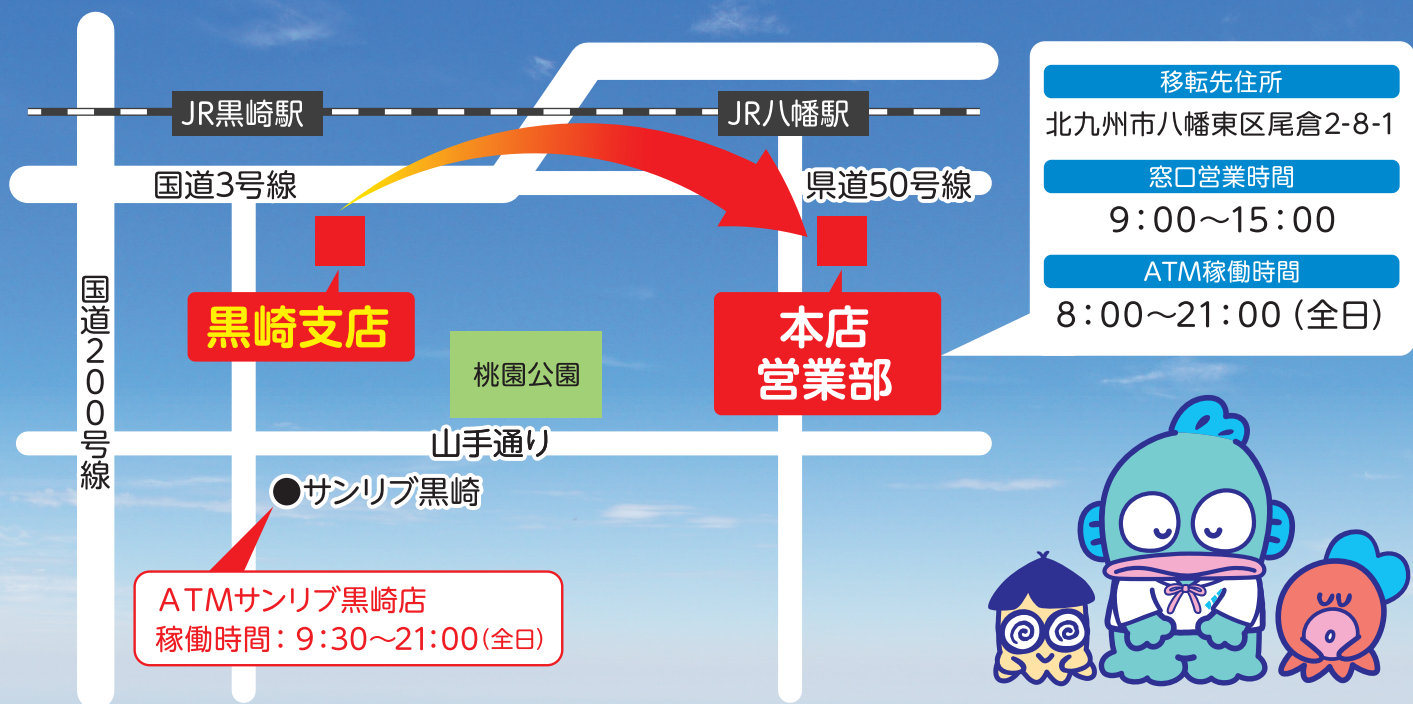 JR黒崎駅
JR八幡駅
国道3号線
県道50号線
国道200号線
黒崎支店
本店
営業部
桃園公園
山手通り
●サンリブ黒崎
ATMサンリブ黒崎店
稼働時間：9:30～21:00(全日)
移転先住所
北九州市八幡東区尾倉2-8-1
窓口営業時間
9：00～15：00
ATM稼働時間
8：00～21：00（全日）